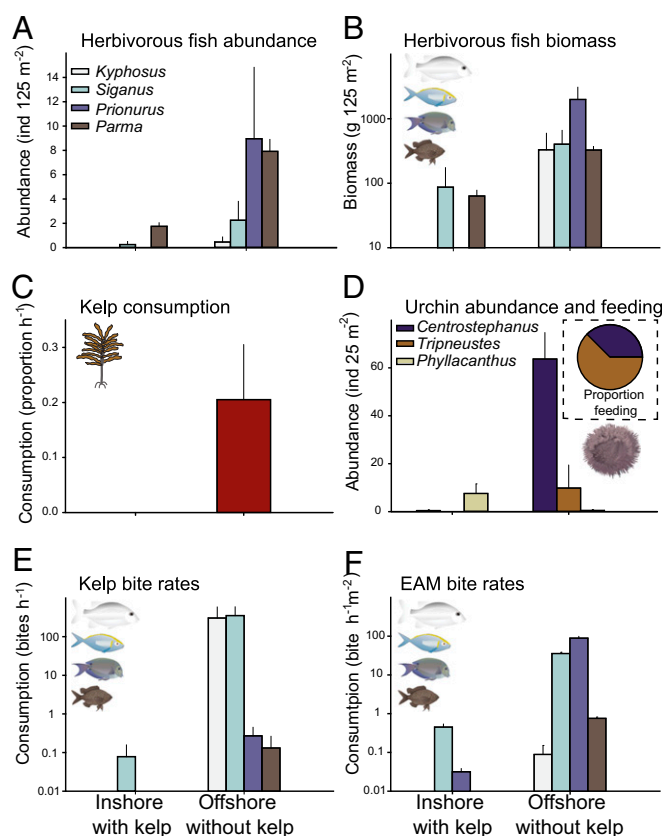 A
Herbivorous fish abundance
Abundance (ind 125 m-2)
14
12
10
8
6
4
2
0
Kyphosus
Siganus
Prionurus
Parma
B
Herbivorous fish biomass
Biomass (g 125 m-2)
1000
100
10
C
Kelp consumption
Consumption (proportion h-1)
0.3
0.2
0.1
0.0
D
Urchin abundance and feeding
Abundance (ind 25 m-2)
60
40
20
0
Centrostephanus
Tripneustes
Phyllacanthus
Proportion
feeding
E
Kelp bite rates
Consumption (bites h-1)
100
10
1
0.1
0.01
Inshore
with kelp
Offshore
without kelp
F
EAM bite rates
Consumtpion (bite h-1m-2)
100
10
1
0.1
0.01
Inshore
with kelp
Offshore
without kelp